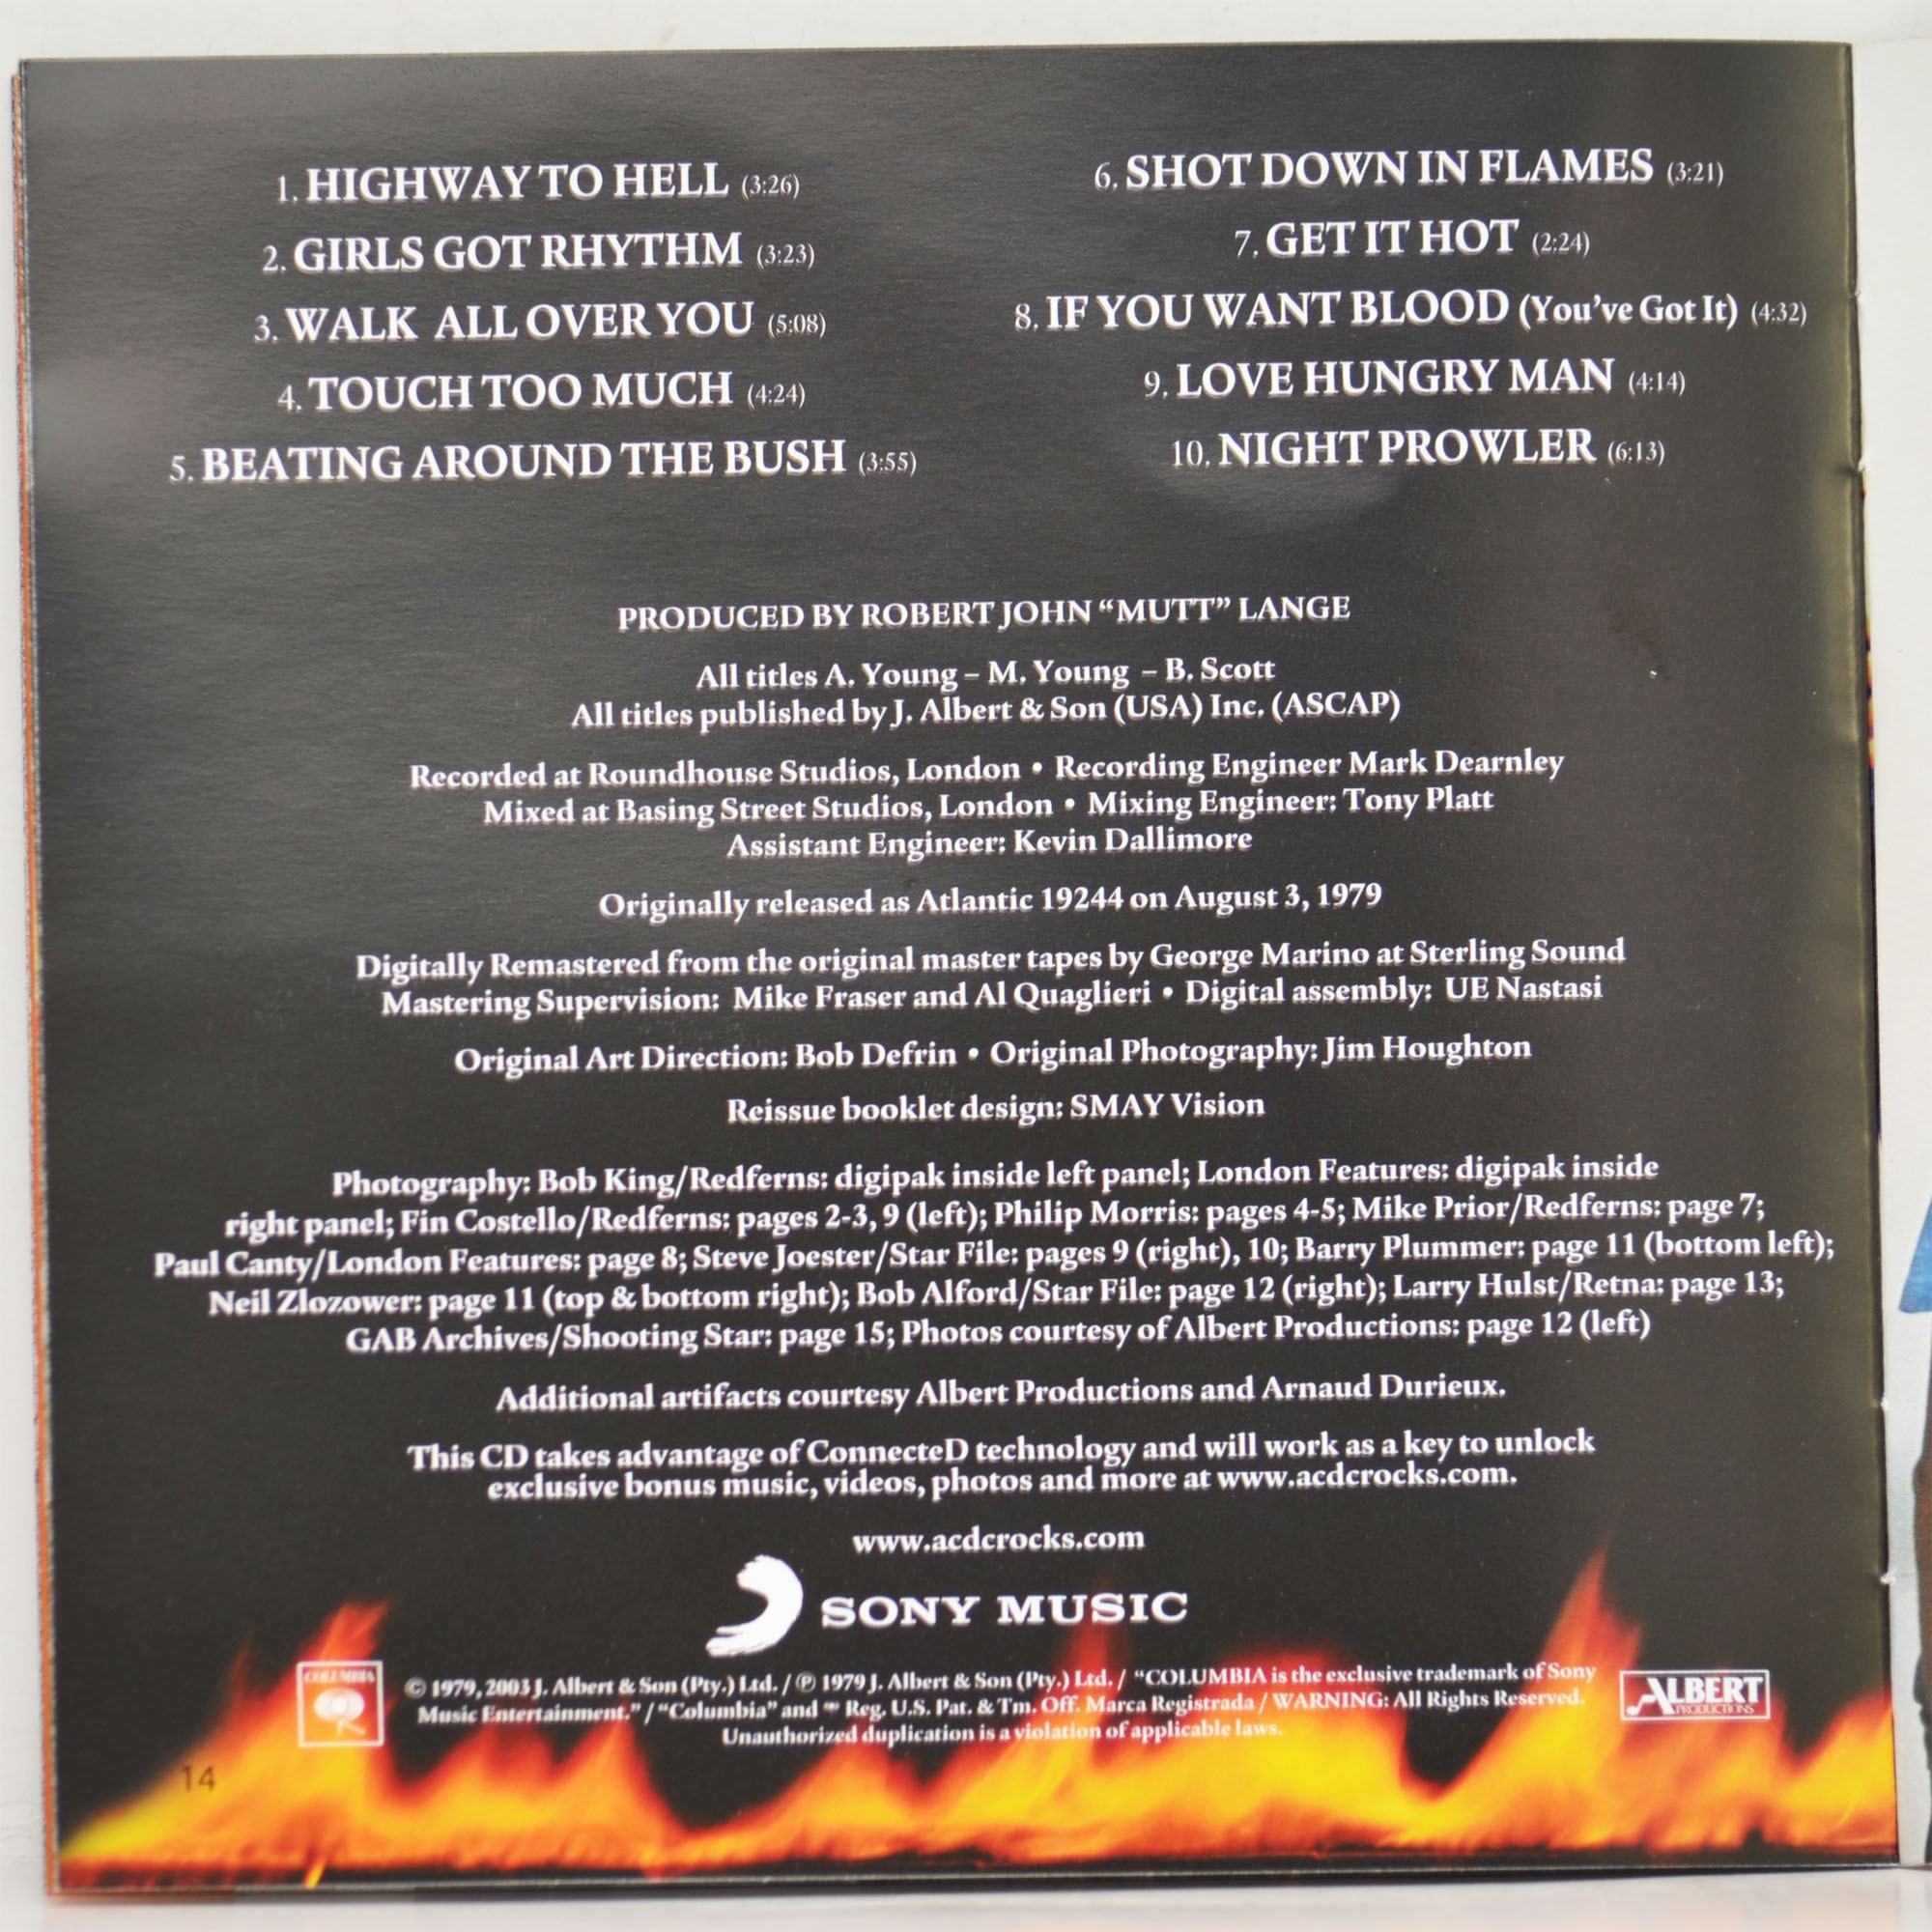 1. HIGHWAY TO HELL (3:26)
2. GIRLS GOT RHYTHM (3:23)
3. WALK ALL OVER YOU (5:08)
4. TOUCH TOO MUCH (4:24)
5. BEATING AROUND THE BUSH (3:55)
6. SHOT DOWN IN FLAMES (3:21)
7. GET IT HOT (2:24)
8. IF YOU WANT BLOOD (You've Got It) (4:32)
9. LOVE HUNGRY MAN (4:14)
10. NIGHT PROWLER (6:13)
PRODUCED BY ROBERT JOHN “MUTT” LANGE
All titles A. Young – M. Young – B. Scott
All titles published by J. Albert & Son (USA) Inc. (ASCAP)
Recorded at Roundhouse Studios, London • Recording Engineer Mark Dearnley
Mixed at Basing Street Studios, London • Mixing Engineer: Tony Platt
Assistant Engineer: Kevin Dallimore
Originally released as Atlantic 19244 on August 3, 1979
Digitally Remastered from the original master tapes by George Marino at Sterling Sound
Mastering Supervision: Mike Fraser and Al Quaglieri • Digital assembly: UE Nastasi
Original Art Direction: Bob Defrin • Original Photography: Jim Houghton
Reissue booklet design: SMAY Vision
Photography: Bob King/Redferns: digipak inside left panel; London Features: digipak inside
right panel; Fin Costello/Redferns: pages 2-3, 9 (left); Philip Morris: pages 4-5; Mike Prior/Redferns: page 7;
Paul Canty/London Features: page 8; Steve Joester/Star File: pages 9 (right), 10; Barry Plummer: page 11 (bottom left);
Neil Zlozower: page 11 (top & bottom right); Bob Alford/Star File: page 12 (right); Larry Hulst/Retna: page 13;
GAB Archives/Shooting Star: page 15; Photos courtesy of Albert Productions: page 12 (left)
Additional artifacts courtesy Albert Productions and Arnaud Durieux.
This CD takes advantage of ConnecteD technology and will work as a key to unlock
exclusive bonus music, videos, photos and more at www.acdcrocks.com.
www.acdcrocks.com
SONY MUSIC
COLUMBIA
© 1979, 2003 J. Albert & Son (Pty.) Ltd. / ℗ 1979 J. Albert & Son (Pty.) Ltd. / “COLUMBIA is the exclusive trademark of Sony
Music Entertainment.” / “Columbia” and Reg. U.S. Pat. & Tm. Off. Marca Registrada / WARNING: All Rights Reserved.
Unauthorized duplication is a violation of applicable laws.
ALBERT
PRODUCTIONS
14